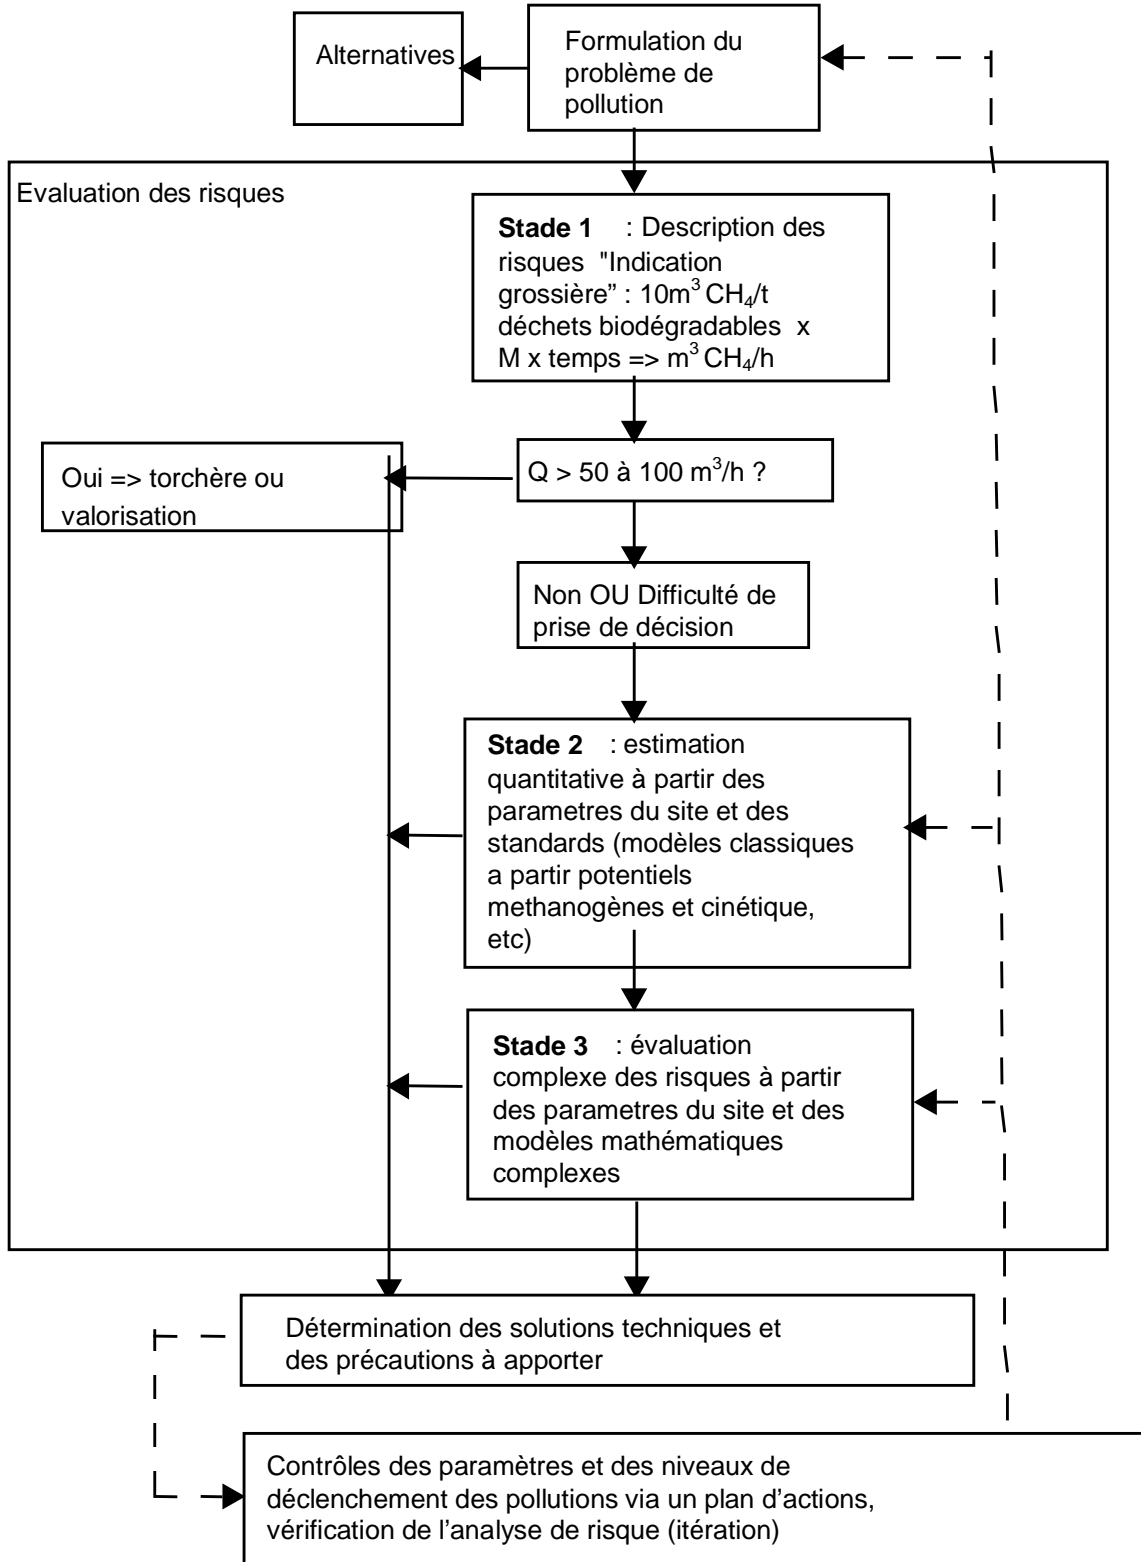 Alternatives
Formulation du
problème de
pollution
Evaluation des risques
Stade 1 : Description des
risques "Indication
grossière” : 10m³ CH₄/t
déchets biodégradables x
M x temps => m³ CH₄/h
Q > 50 à 100 m³/h ?
Oui => torchère ou
valorisation
Non OU Difficulté de
prise de décision
Stade 2 : estimation
quantitative à partir des
parametres du site et des
standards (modèles classiques
a partir potentiels
methanogènes et cinétique,
etc)
Stade 3 : évaluation
complexe des risques à partir
des parametres du site et des
modèles mathématiques
complexes
Détermination des solutions techniques et
des précautions à apporter
Contrôles des paramètres et des niveaux de
déclenchement des pollutions via un plan d’actions,
vérification de l’analyse de risque (itération)